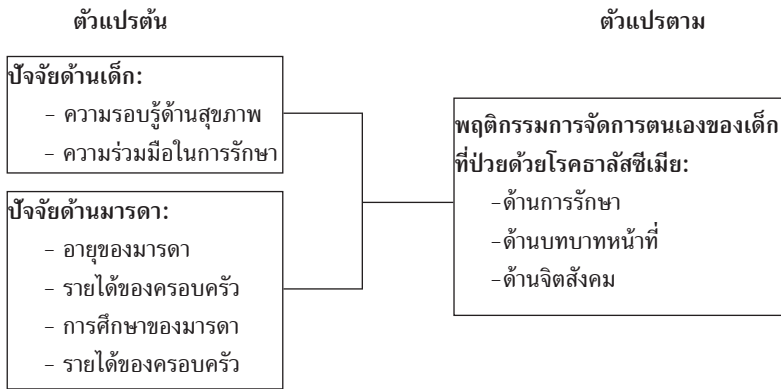 ตัวแปรต้น
ตัวแปรตาม
ปัจจัยด้านเด็ก:
- ความรอบรู้ด้านสุขภาพ
- ความร่วมมือในการรักษา
ปัจจัยด้านมารดา:
- อายุของมารดา
- รายได้ของครอบครัว
- การศึกษาของมารดา
- รายได้ของครอบครัว
พฤติกรรมการจัดการตนเองของเด็ก
ที่ป่วยด้วยโรคธาลัสซีเมีย:
-ด้านการรักษา
-ด้านบทบาทหน้าที่
-ด้านจิตสังคม